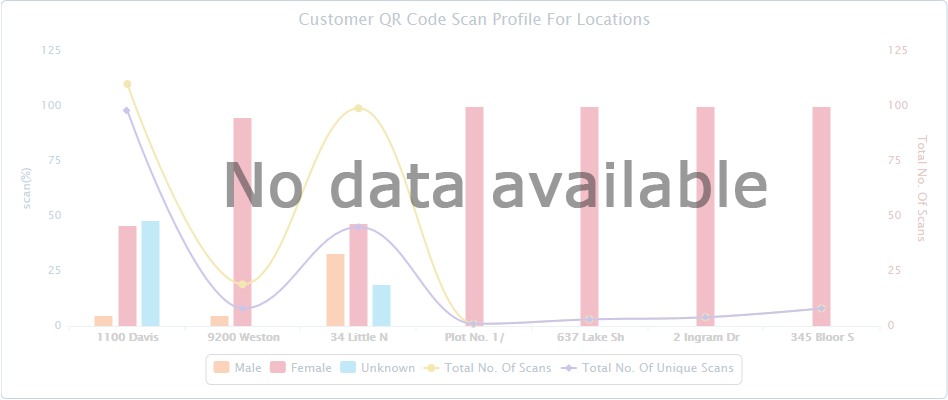 Customer QR Code Scan Profile For Locations
125 125
100 100
75 75
50 50
25 25
0 0
scan(%)
Total No. Of Scans
No data available
1100 Davis 9200 Weston 34 Little N Plot No. 1/ 637 Lake Sh 2 Ingram Dr 345 Bloor S
Male Female Unknown Total No. Of Scans Total No. Of Unique Scans